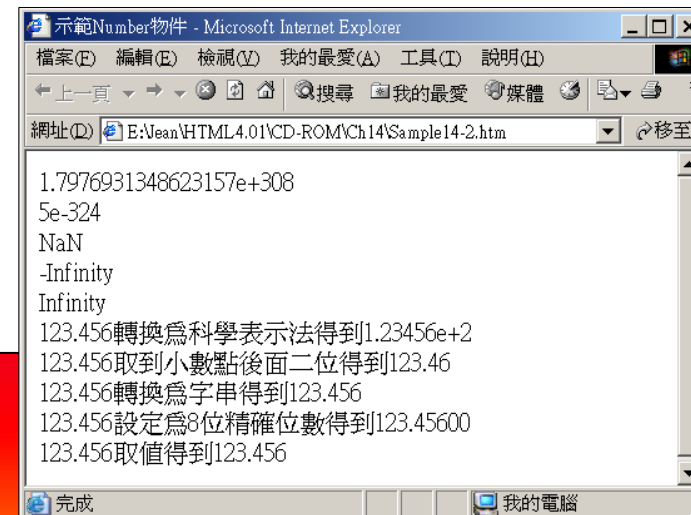 示範Number物件 - Microsoft Internet Explorer
檔案(F) 編輯(E) 檢視(V) 我的最愛(A) 工具(T) 說明(H)
上一頁 搜尋 我的最愛 媒體
網址(D) E:\Jean\HTML4.01\CD-ROM\Ch14\Sample14-2.htm 移至
1.7976931348623157e+308
5e-324
NaN
-Infinity
Infinity
123.456轉換為科學表示法得到1.23456e+2
123.456取到小數點後面二位得到123.46
123.456轉換為字串得到123.456
123.456設定為8位精確位數得到123.45600
123.456取值得到123.456
完成 我的電腦